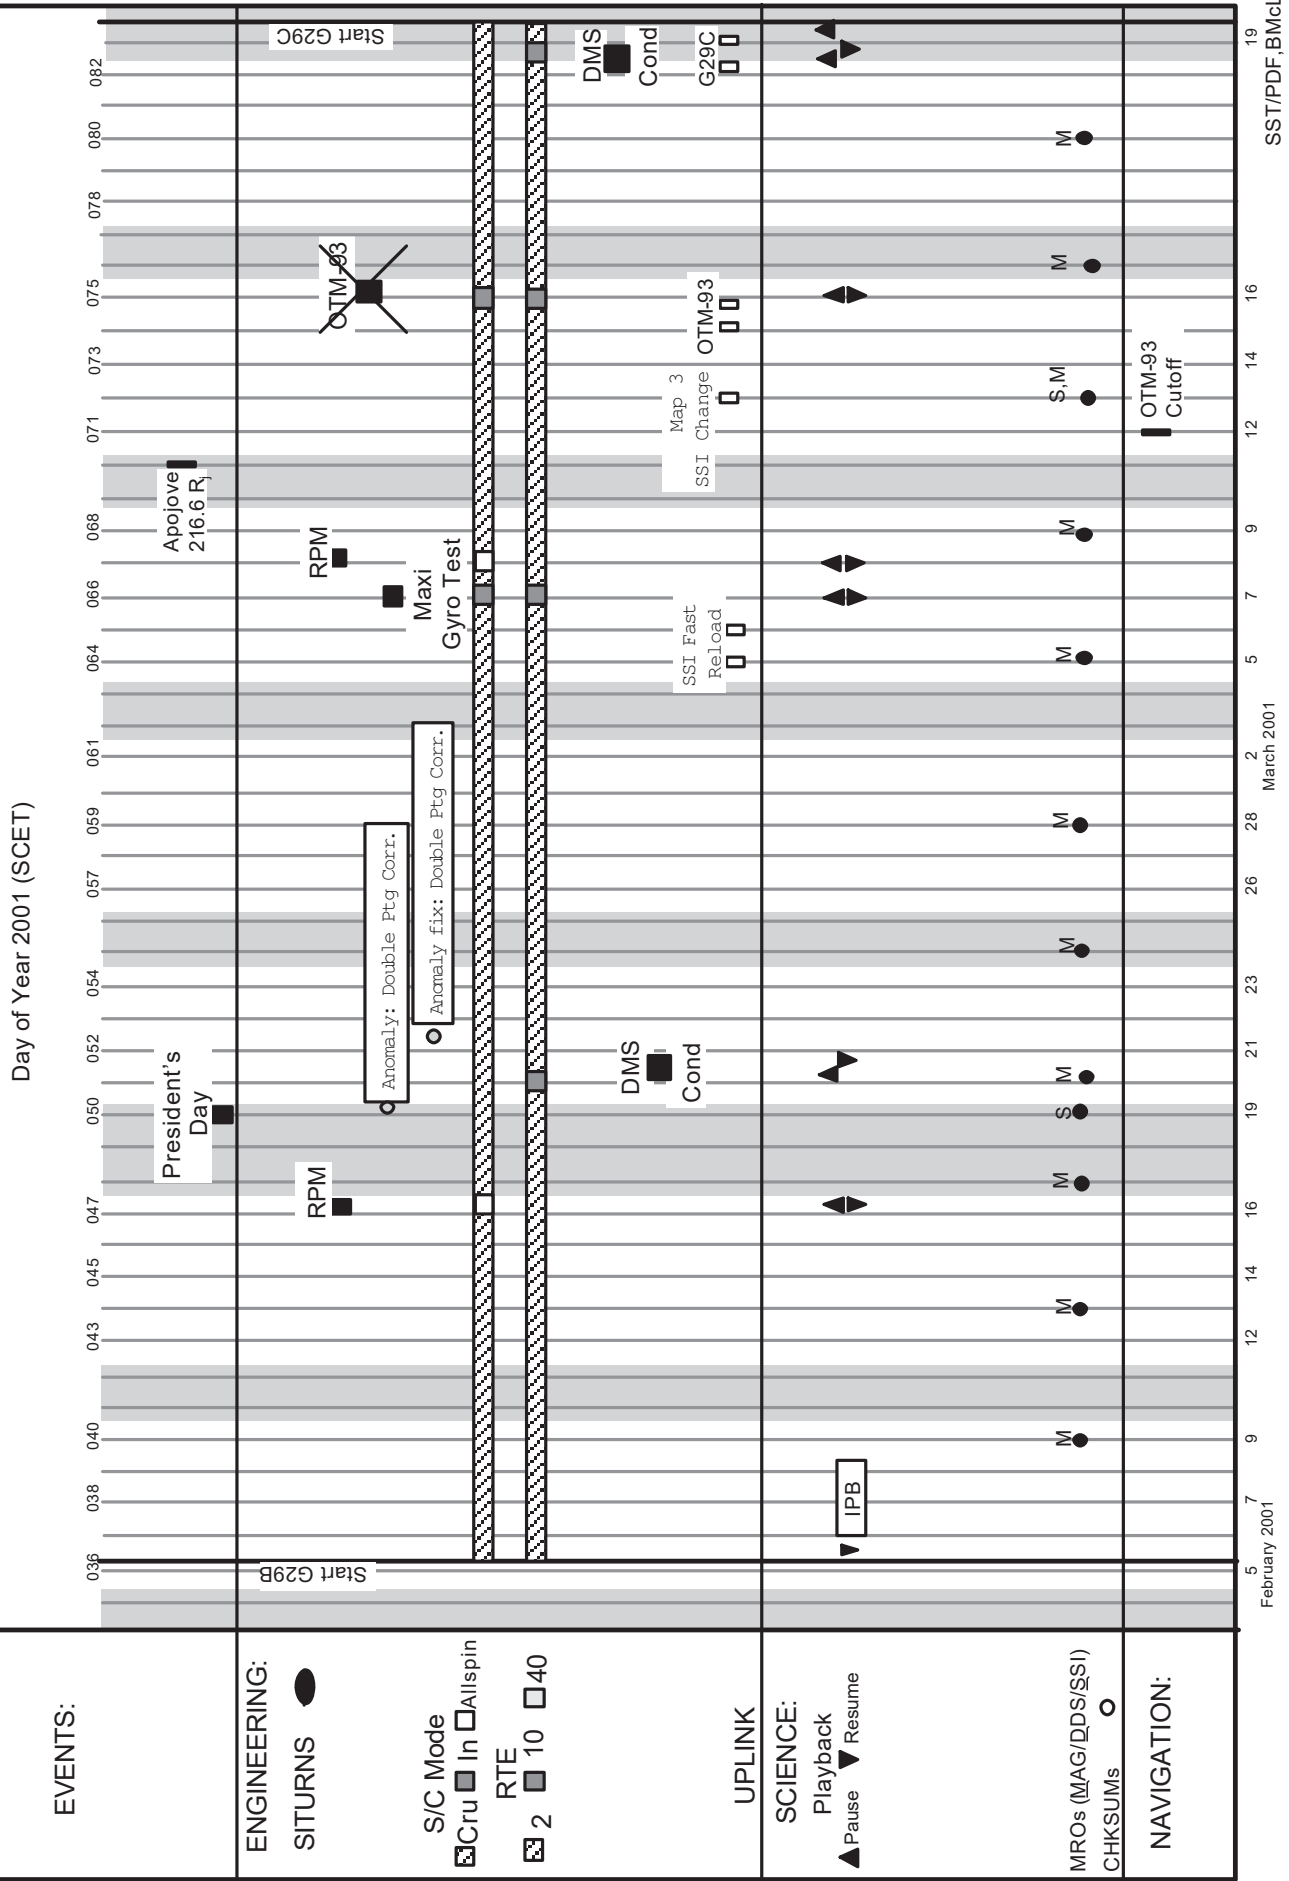 Day of Year 2001 (SCET)
036
038
040
043
045
047
050
052
054
057
059
061
064
066
068
071
073
075
078
080
082
EVENTS:
President's
Day
Apojove
216.6 Rj
ENGINEERING:
SITURNS
Start G29B
Start G29C
RPM
RPM
OTM-93
Anomaly: Double Ptg Corr.
Anomaly fix: Double Ptg Corr.
Maxi
Gyro Test
S/C Mode
Cru In Allspin
RTE
2 10 40
DMS
Cond
DMS
Cond
UPLINK
SSI Fast
Reload
Map 3
SSI Change
OTM-93
G29C
SCIENCE:
Playback
Pause Resume
IPB
MROs (MAG/DDS/SSI)
CHKSUMs
M
M
M
S
M
M
M
M
M
S,M
M
M
NAVIGATION:
OTM-93
Cutoff
5
7
9
12
14
16
19
21
23
26
28
2
5
7
9
12
14
16
19
February 2001
March 2001